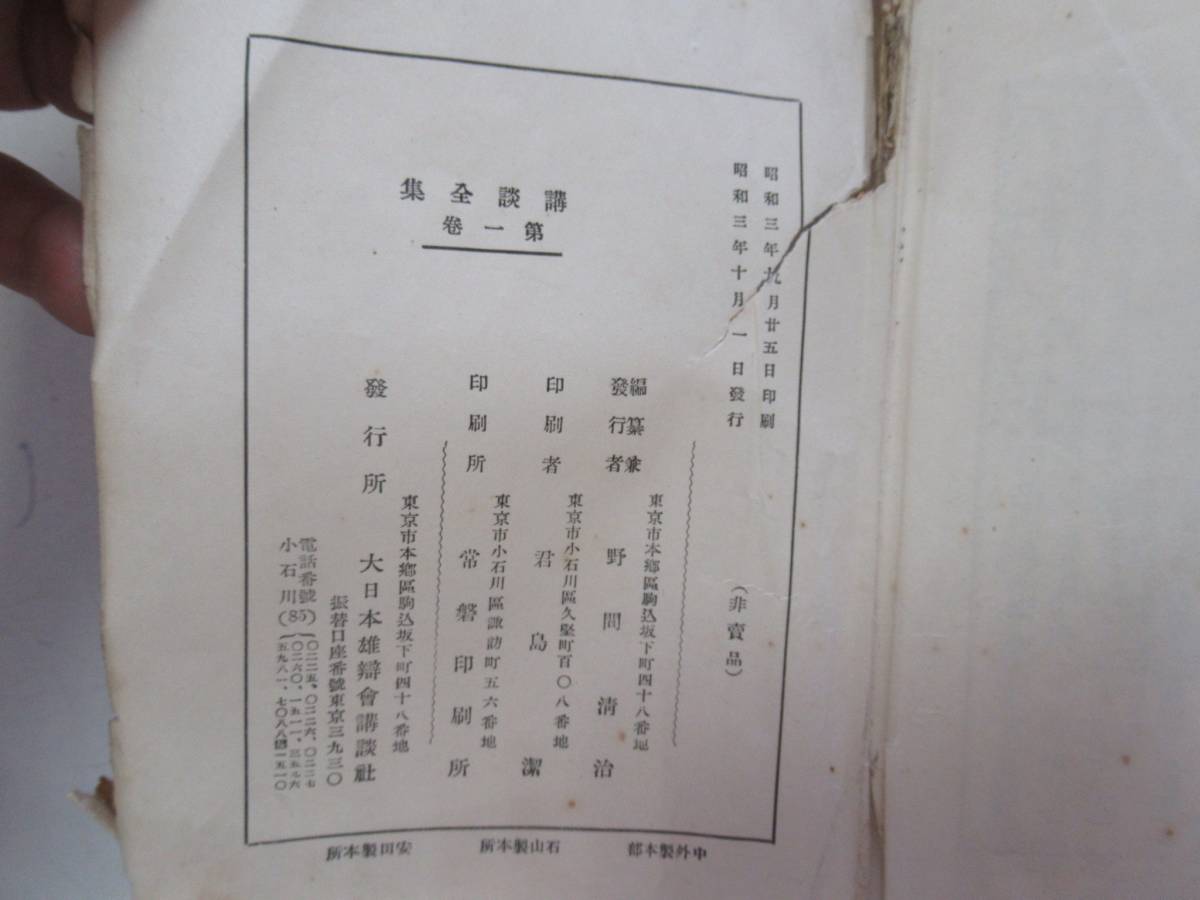 昭和三年九月廿五日印刷
昭和三年十月一日發行
(非賣品)
講談全集
第一卷
編纂兼
發行者
東京市本鄕區駒込坂下町四十八番地
野間淸治
印刷者
東京市小石川區久堅町百〇八番地
君島潔
印刷所
東京市小石川區諏訪町五六番地
常磐印刷所
發行所
東京市本鄕區駒込坂下町四十八番地
大日本雄辯會講談社
振替口座番號東京三九三〇
電話番號
小石川(85)
中外製本部
石山製本所
安田製本所